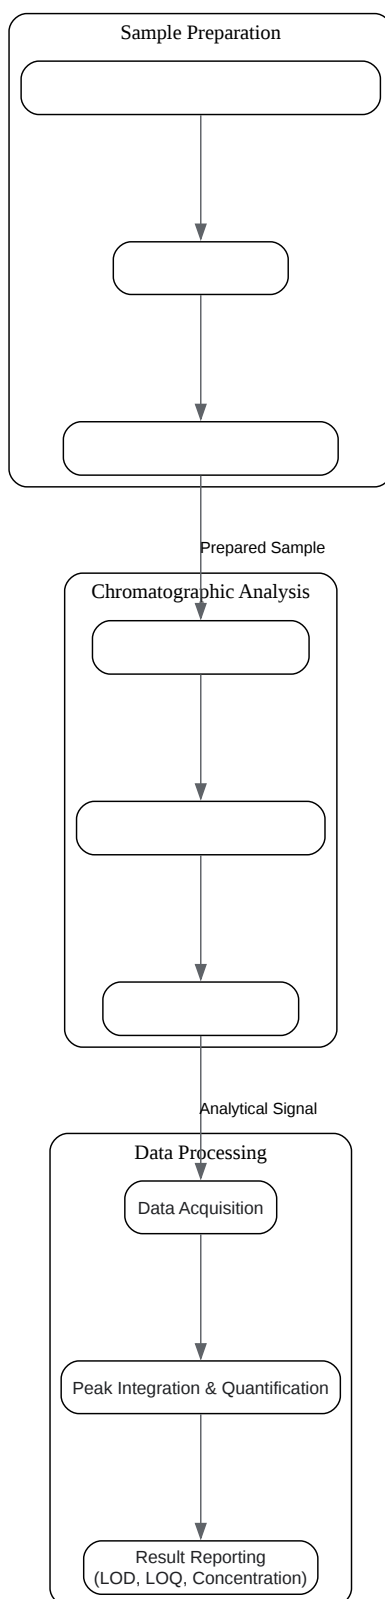 Sample Preparation
Prepared Sample
Chromatographic Analysis
Analytical Signal
Data Processing
Data Acquisition
Peak Integration & Quantification
Result Reporting
(LOD, LOQ, Concentration)